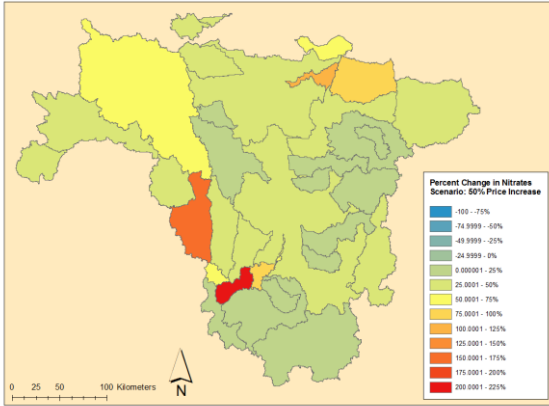 Percent Change in Nitrates
Scenario: 50% Price Increase
-100 - -75%
-74.9999 - -50%
-49.9999 - -25%
-24.9999 - 0%
0.00001 - 25%
25.0001 - 50%
50.0001 - 75%
75.0001 - 100%
100.0001 - 125%
125.0001 - 150%
150.0001 - 175%
175.0001 - 200%
200.0001 - 225%
0 25 50 100 Kilometers
N